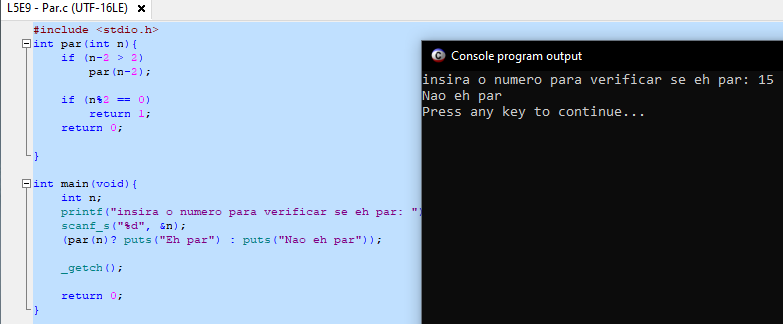 L5E9 - Par.c (UTF-16LE) ×
#include <stdio.h>
int par(int n){
    if (n-2 > 2)
        par(n-2);
    if (n%2 == 0)
        return 1;
    return 0;
}
int main(void){
    int n;
    printf("insira o numero para verificar se eh par: ")
    scanf_s("%d", &n);
    (par(n)? puts("Eh par") : puts("Nao eh par"));
    _getch();
    return 0;
}
Console program output
insira o numero para verificar se eh par: 15
Nao eh par
Press any key to continue...